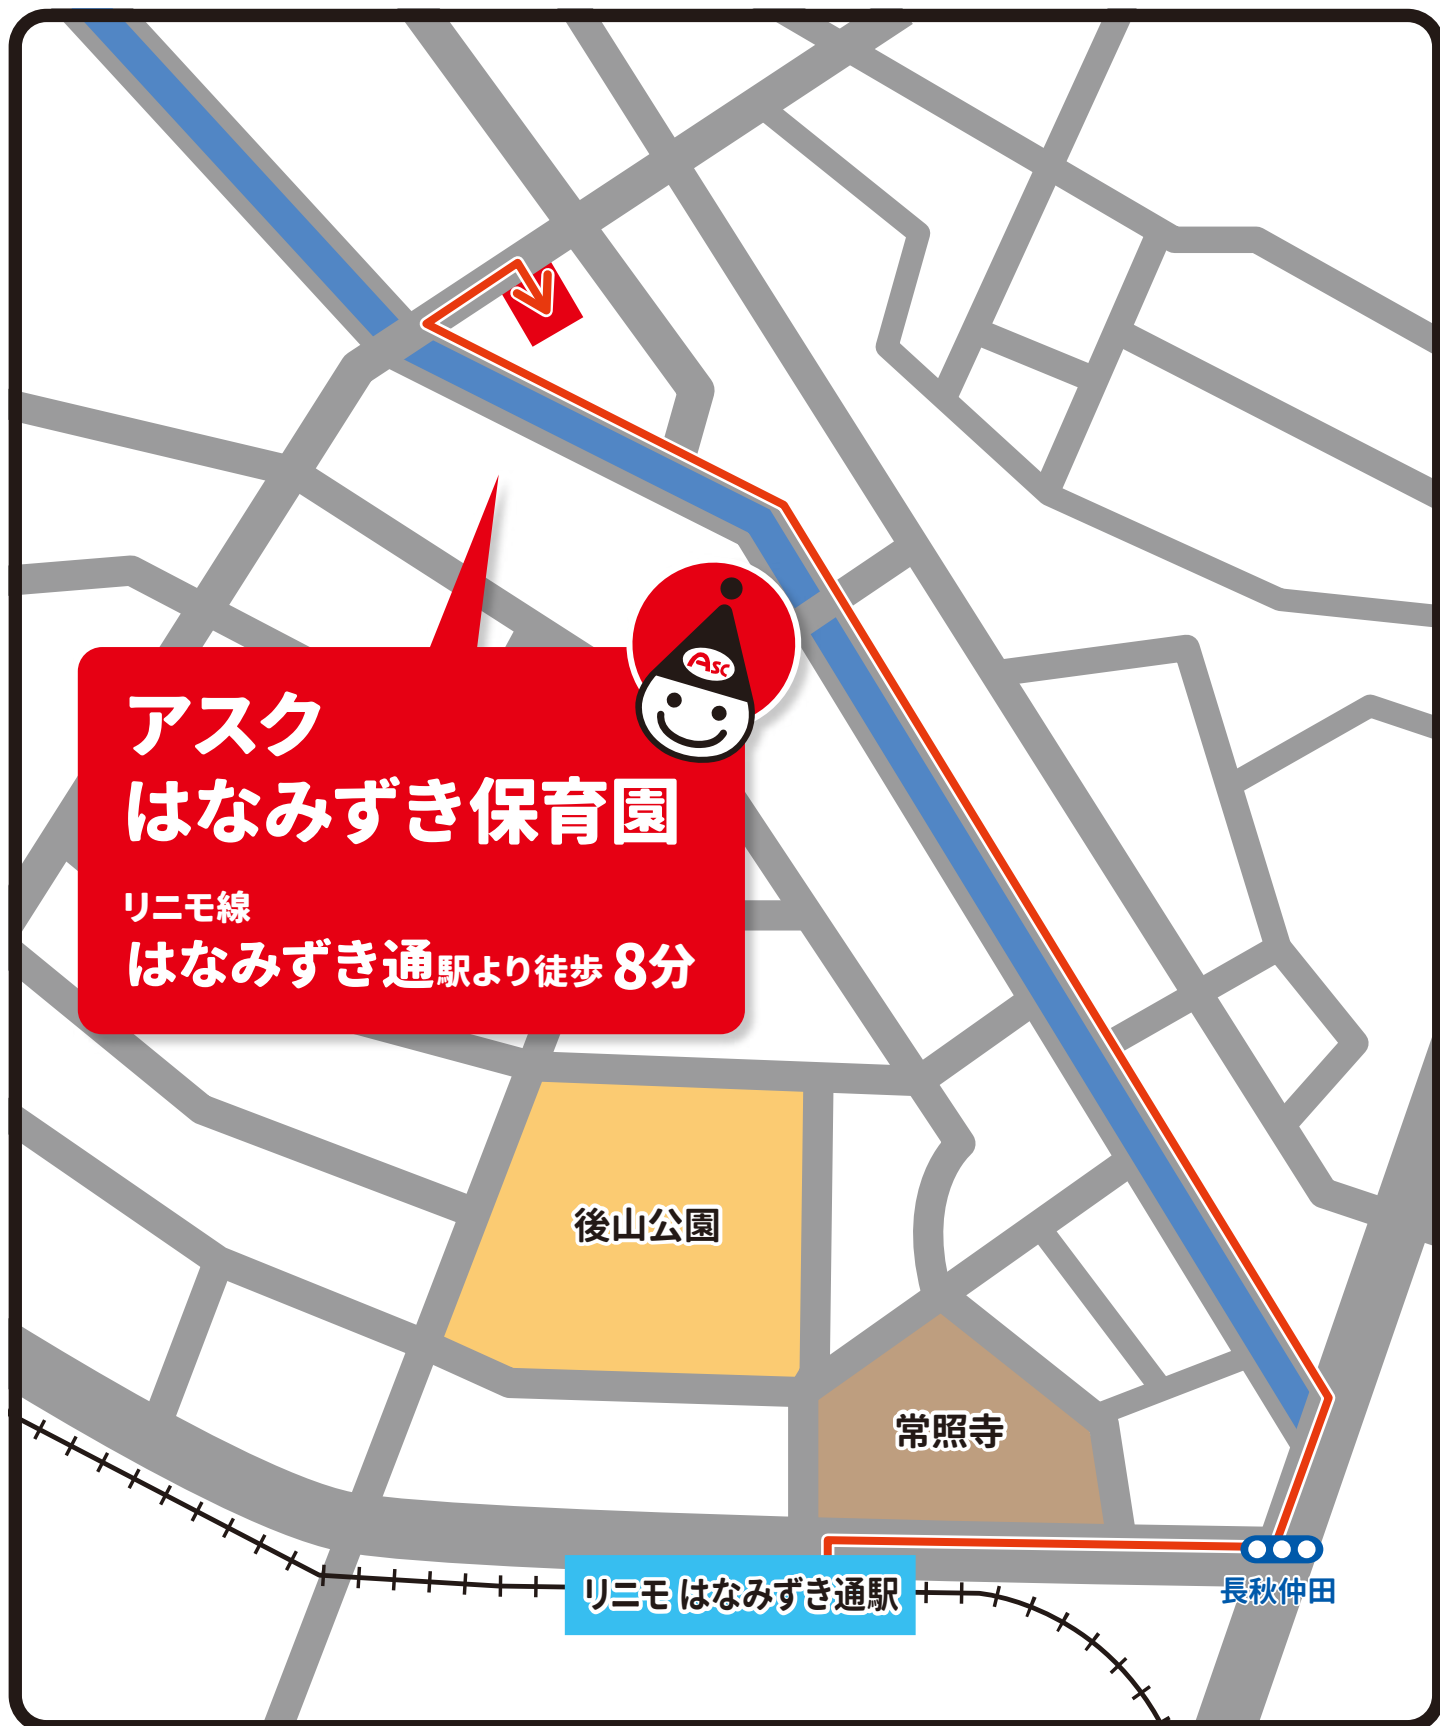 ASC
アスク
はなみずき保育園
リニモ線
はなみずき通駅より徒歩 8分
後山公園
常照寺
リニモ はなみずき通駅
長秋仲田